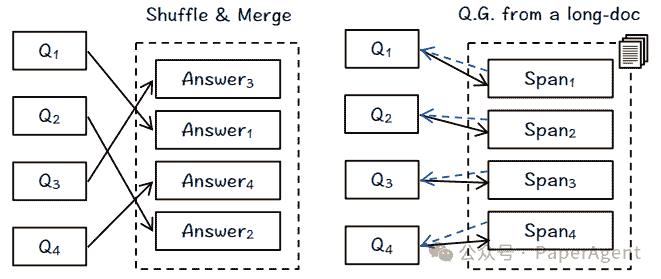 Shuffle & Merge
Q1
Q2
Q3
Q4
Answer3
Answer1
Answer4
Answer2
Q.G. from a long-doc
Q1
Q2
Q3
Q4
Span1
Span2
Span3
Span4
公众号 · PaperAgent